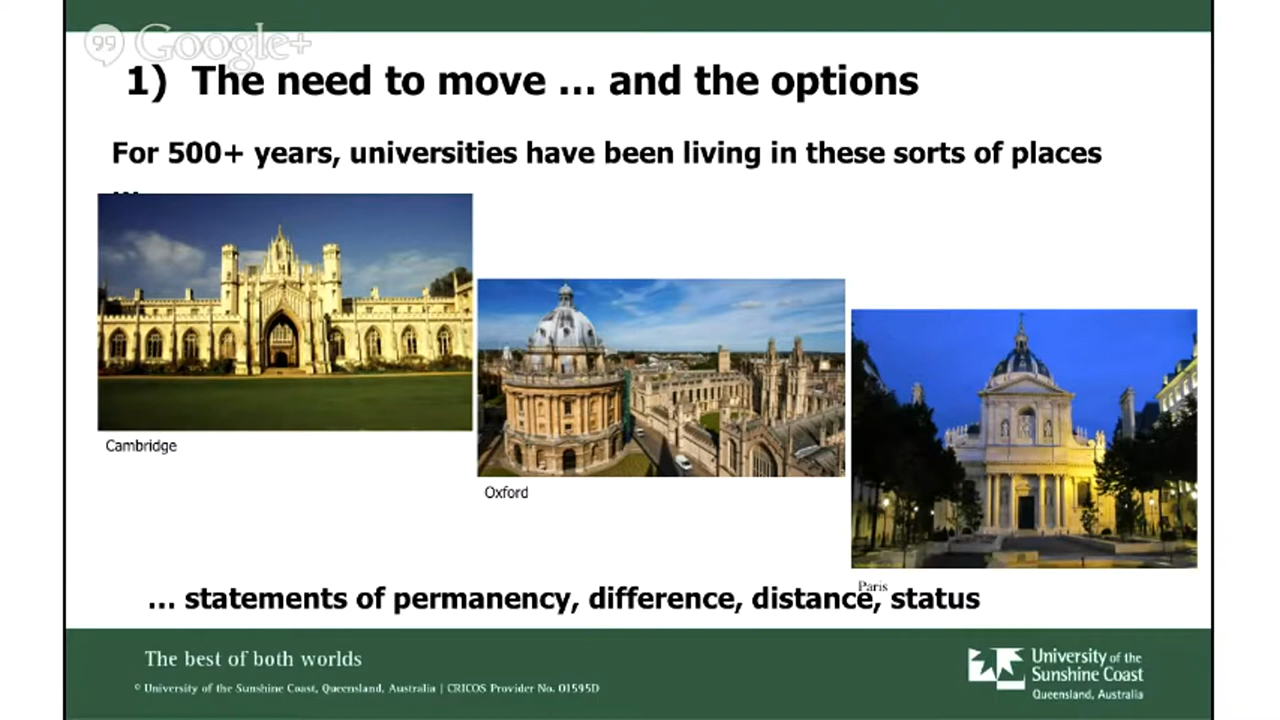 99 Google+
1) The need to move ... and the options
For 500+ years, universities have been living in these sorts of places
...
Cambridge
Oxford
Paris
... statements of permanency, difference, distance, status
The best of both worlds
© University of the Sunshine Coast, Queensland, Australia | CRICOS Provider No. 01595D
University of the
Sunshine Coast
Queensland, Australia